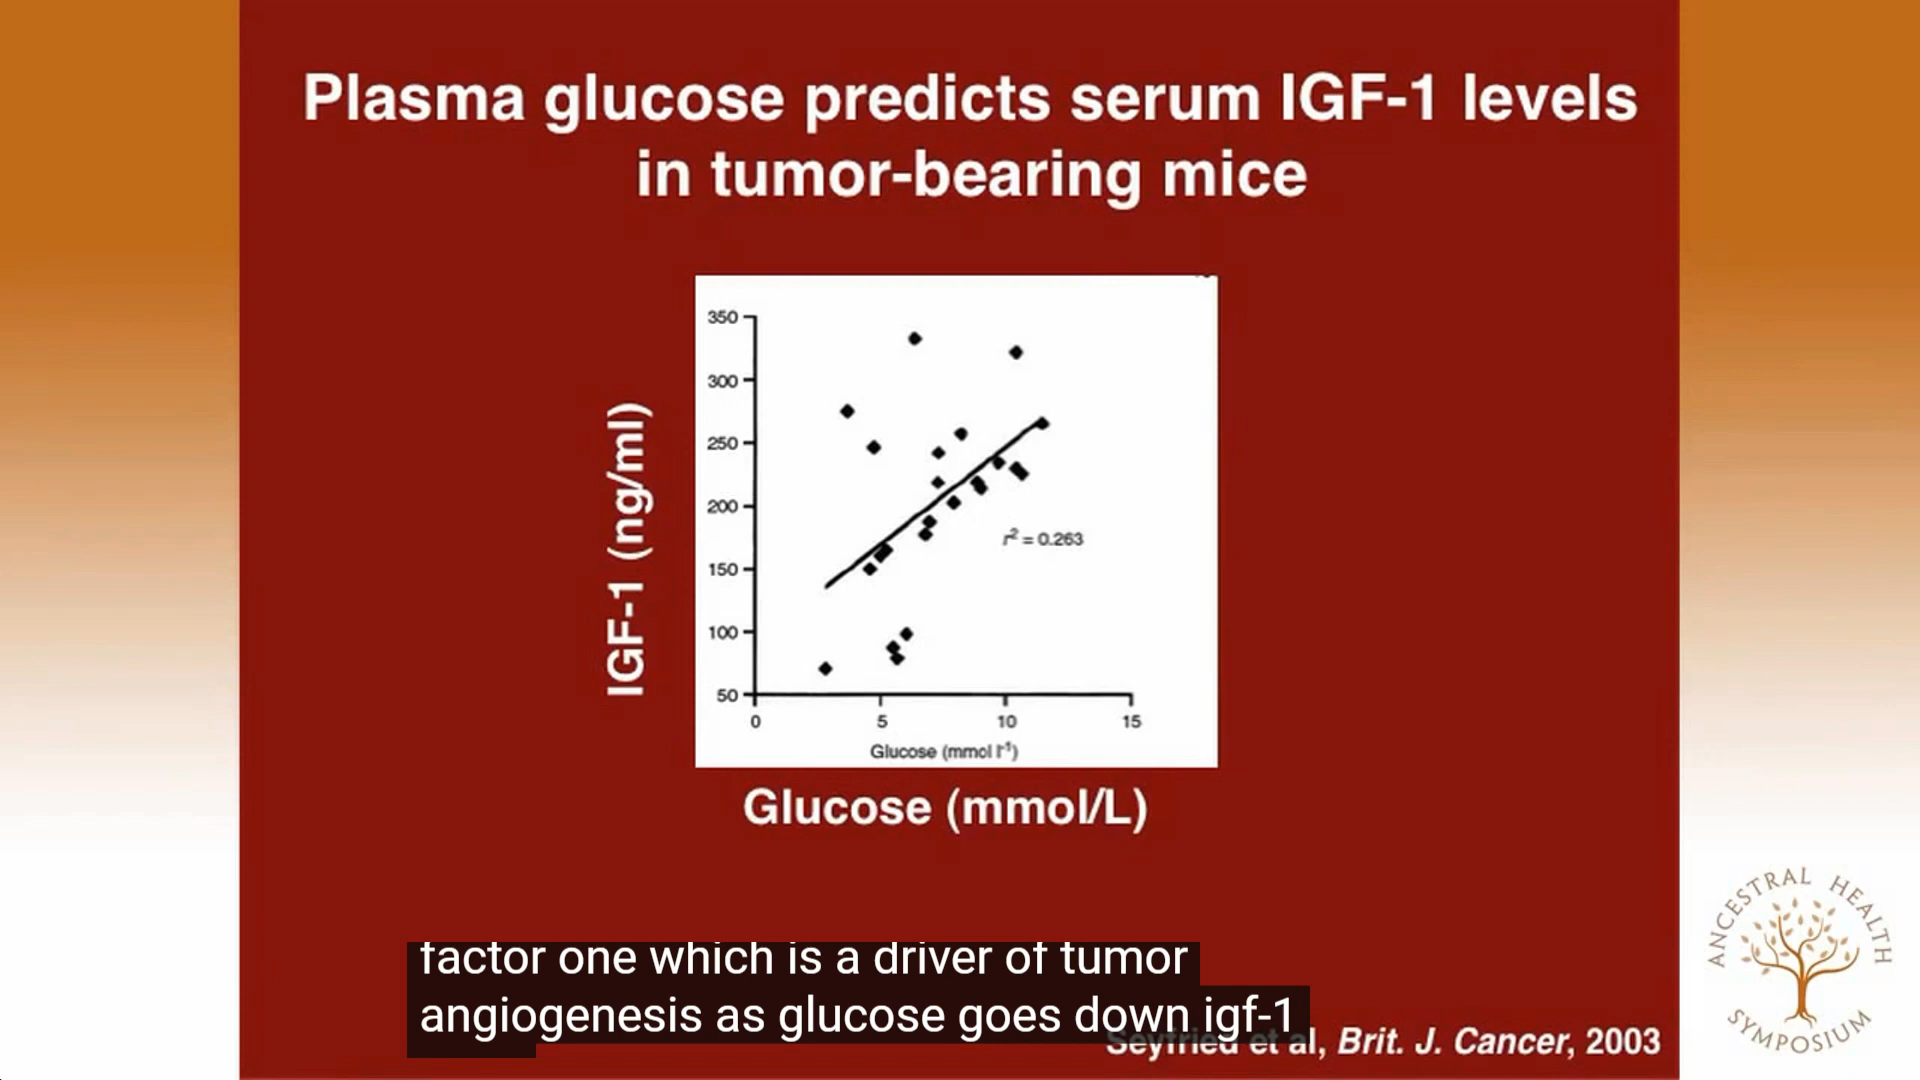 Plasma glucose predicts serum IGF-1 levels
in tumor-bearing mice
IGF-1 (ng/ml)
350
300
250
200
150
100
50
r² = 0.263
0 5 10 15
Glucose (mmol l⁻¹)
Glucose (mmol/L)
factor one which is a driver of tumor
angiogenesis as glucose goes down igf-1
Seyfried et al, Brit. J. Cancer, 2003
ANCESTRAL HEALTH
SYMPOSIUM